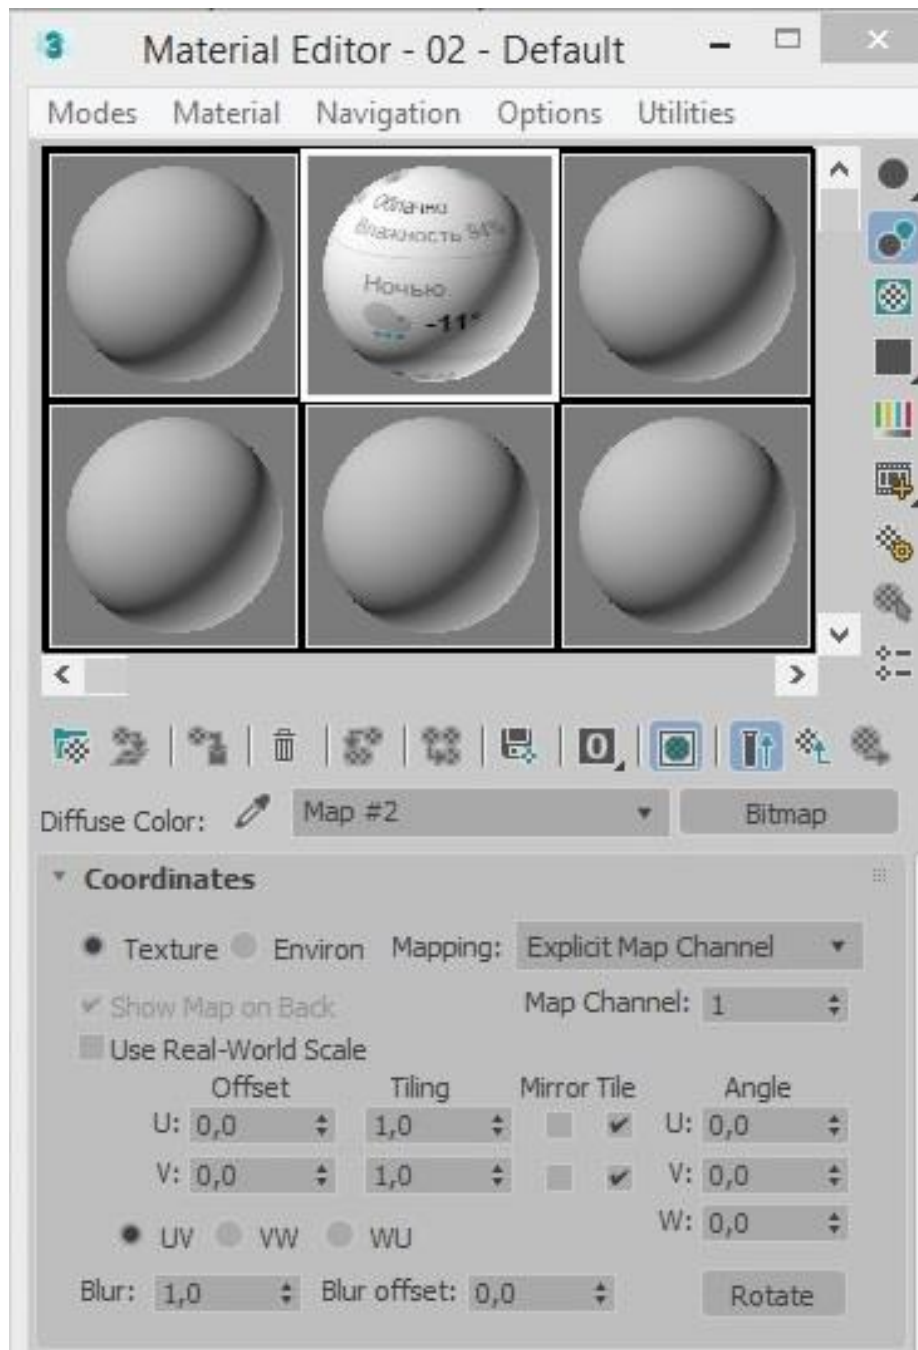 3 Material Editor - 02 - Default
Modes Material Navigation Options Utilities
Облачно
Влажность 94%
Ночью
-11°
0
Diffuse Color: Map #2 Bitmap
Coordinates
Texture Environ Mapping: Explicit Map Channel
Show Map on Back Map Channel: 1
Use Real-World Scale
Offset Tiling Mirror Tile Angle
U: 0,0 1,0 U: 0,0
V: 0,0 1,0 V: 0,0
W: 0,0
UV VW WU
Blur: 1,0 Blur offset: 0,0 Rotate